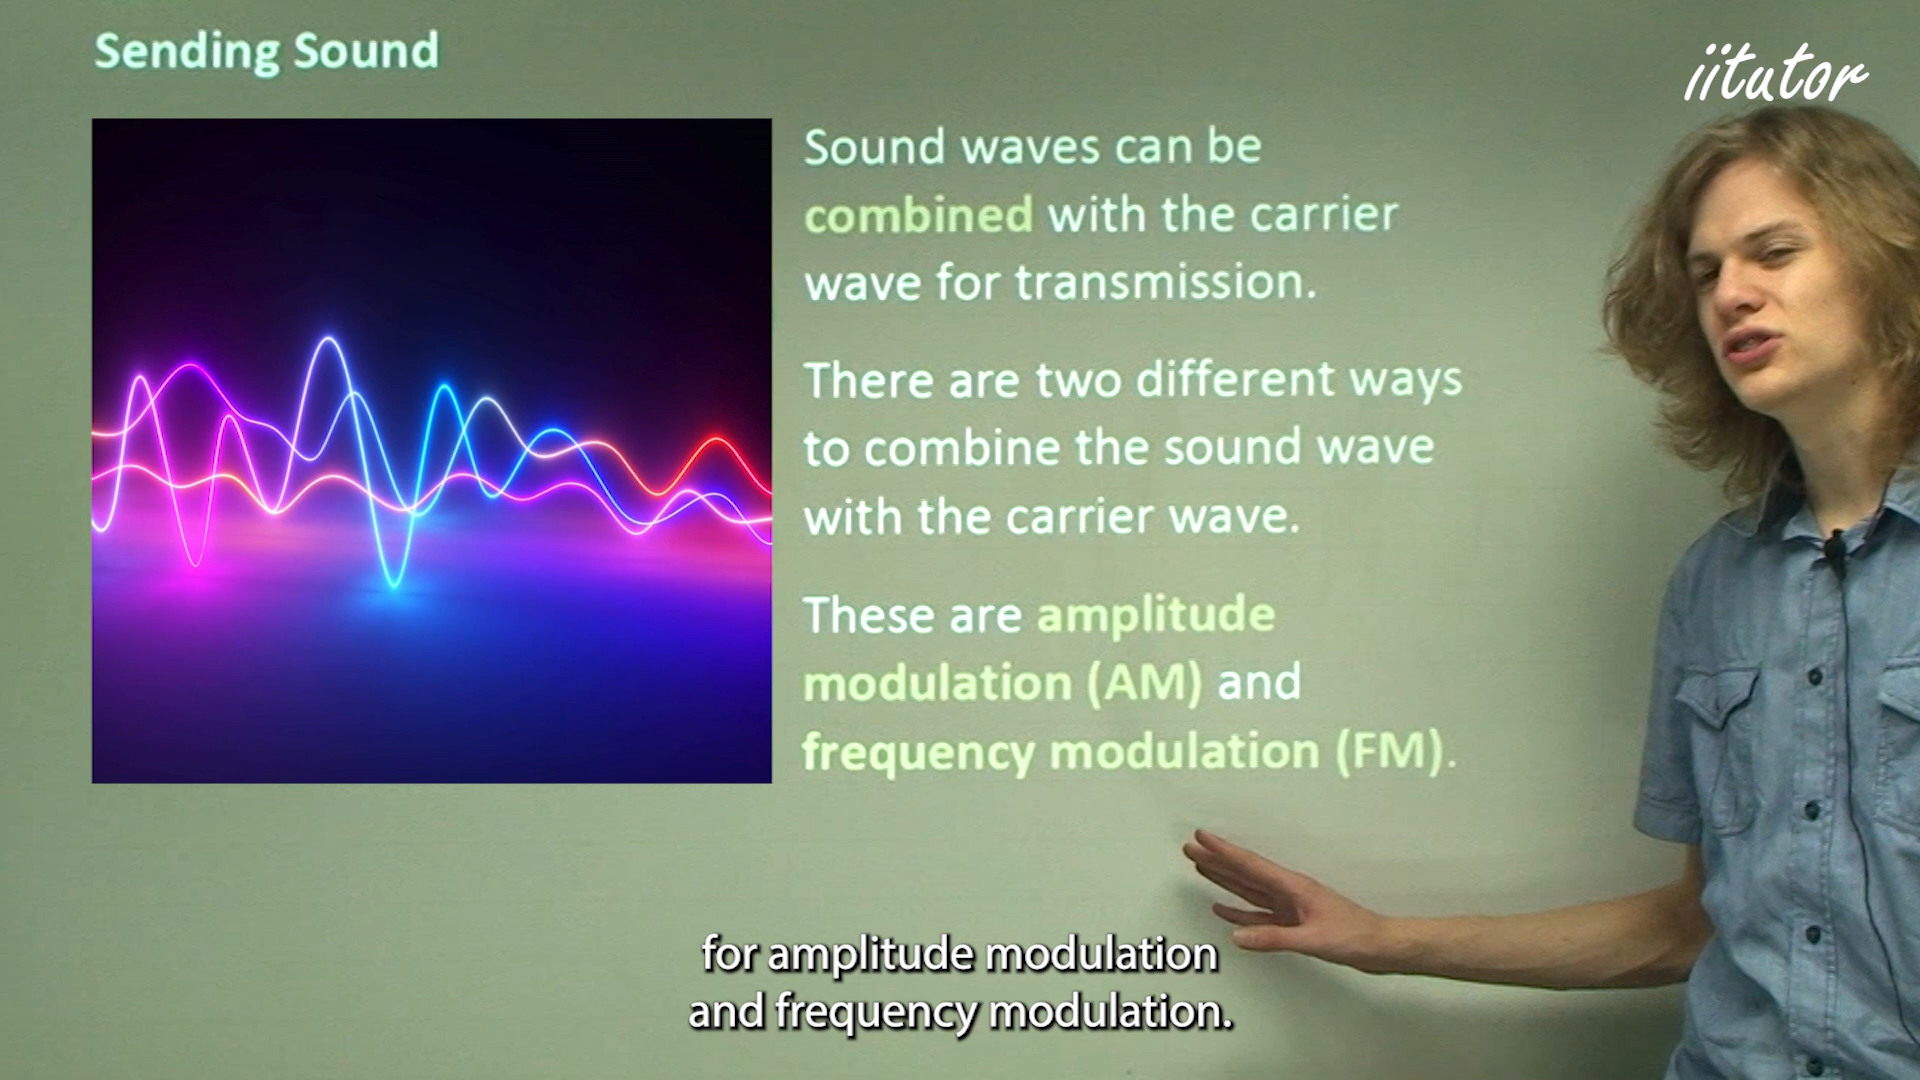 Sending Sound
iitutor
Sound waves can be
combined with the carrier
wave for transmission.
There are two different ways
to combine the sound wave
with the carrier wave.
These are amplitude
modulation (AM) and
frequency modulation (FM).
for amplitude modulation
and frequency modulation.